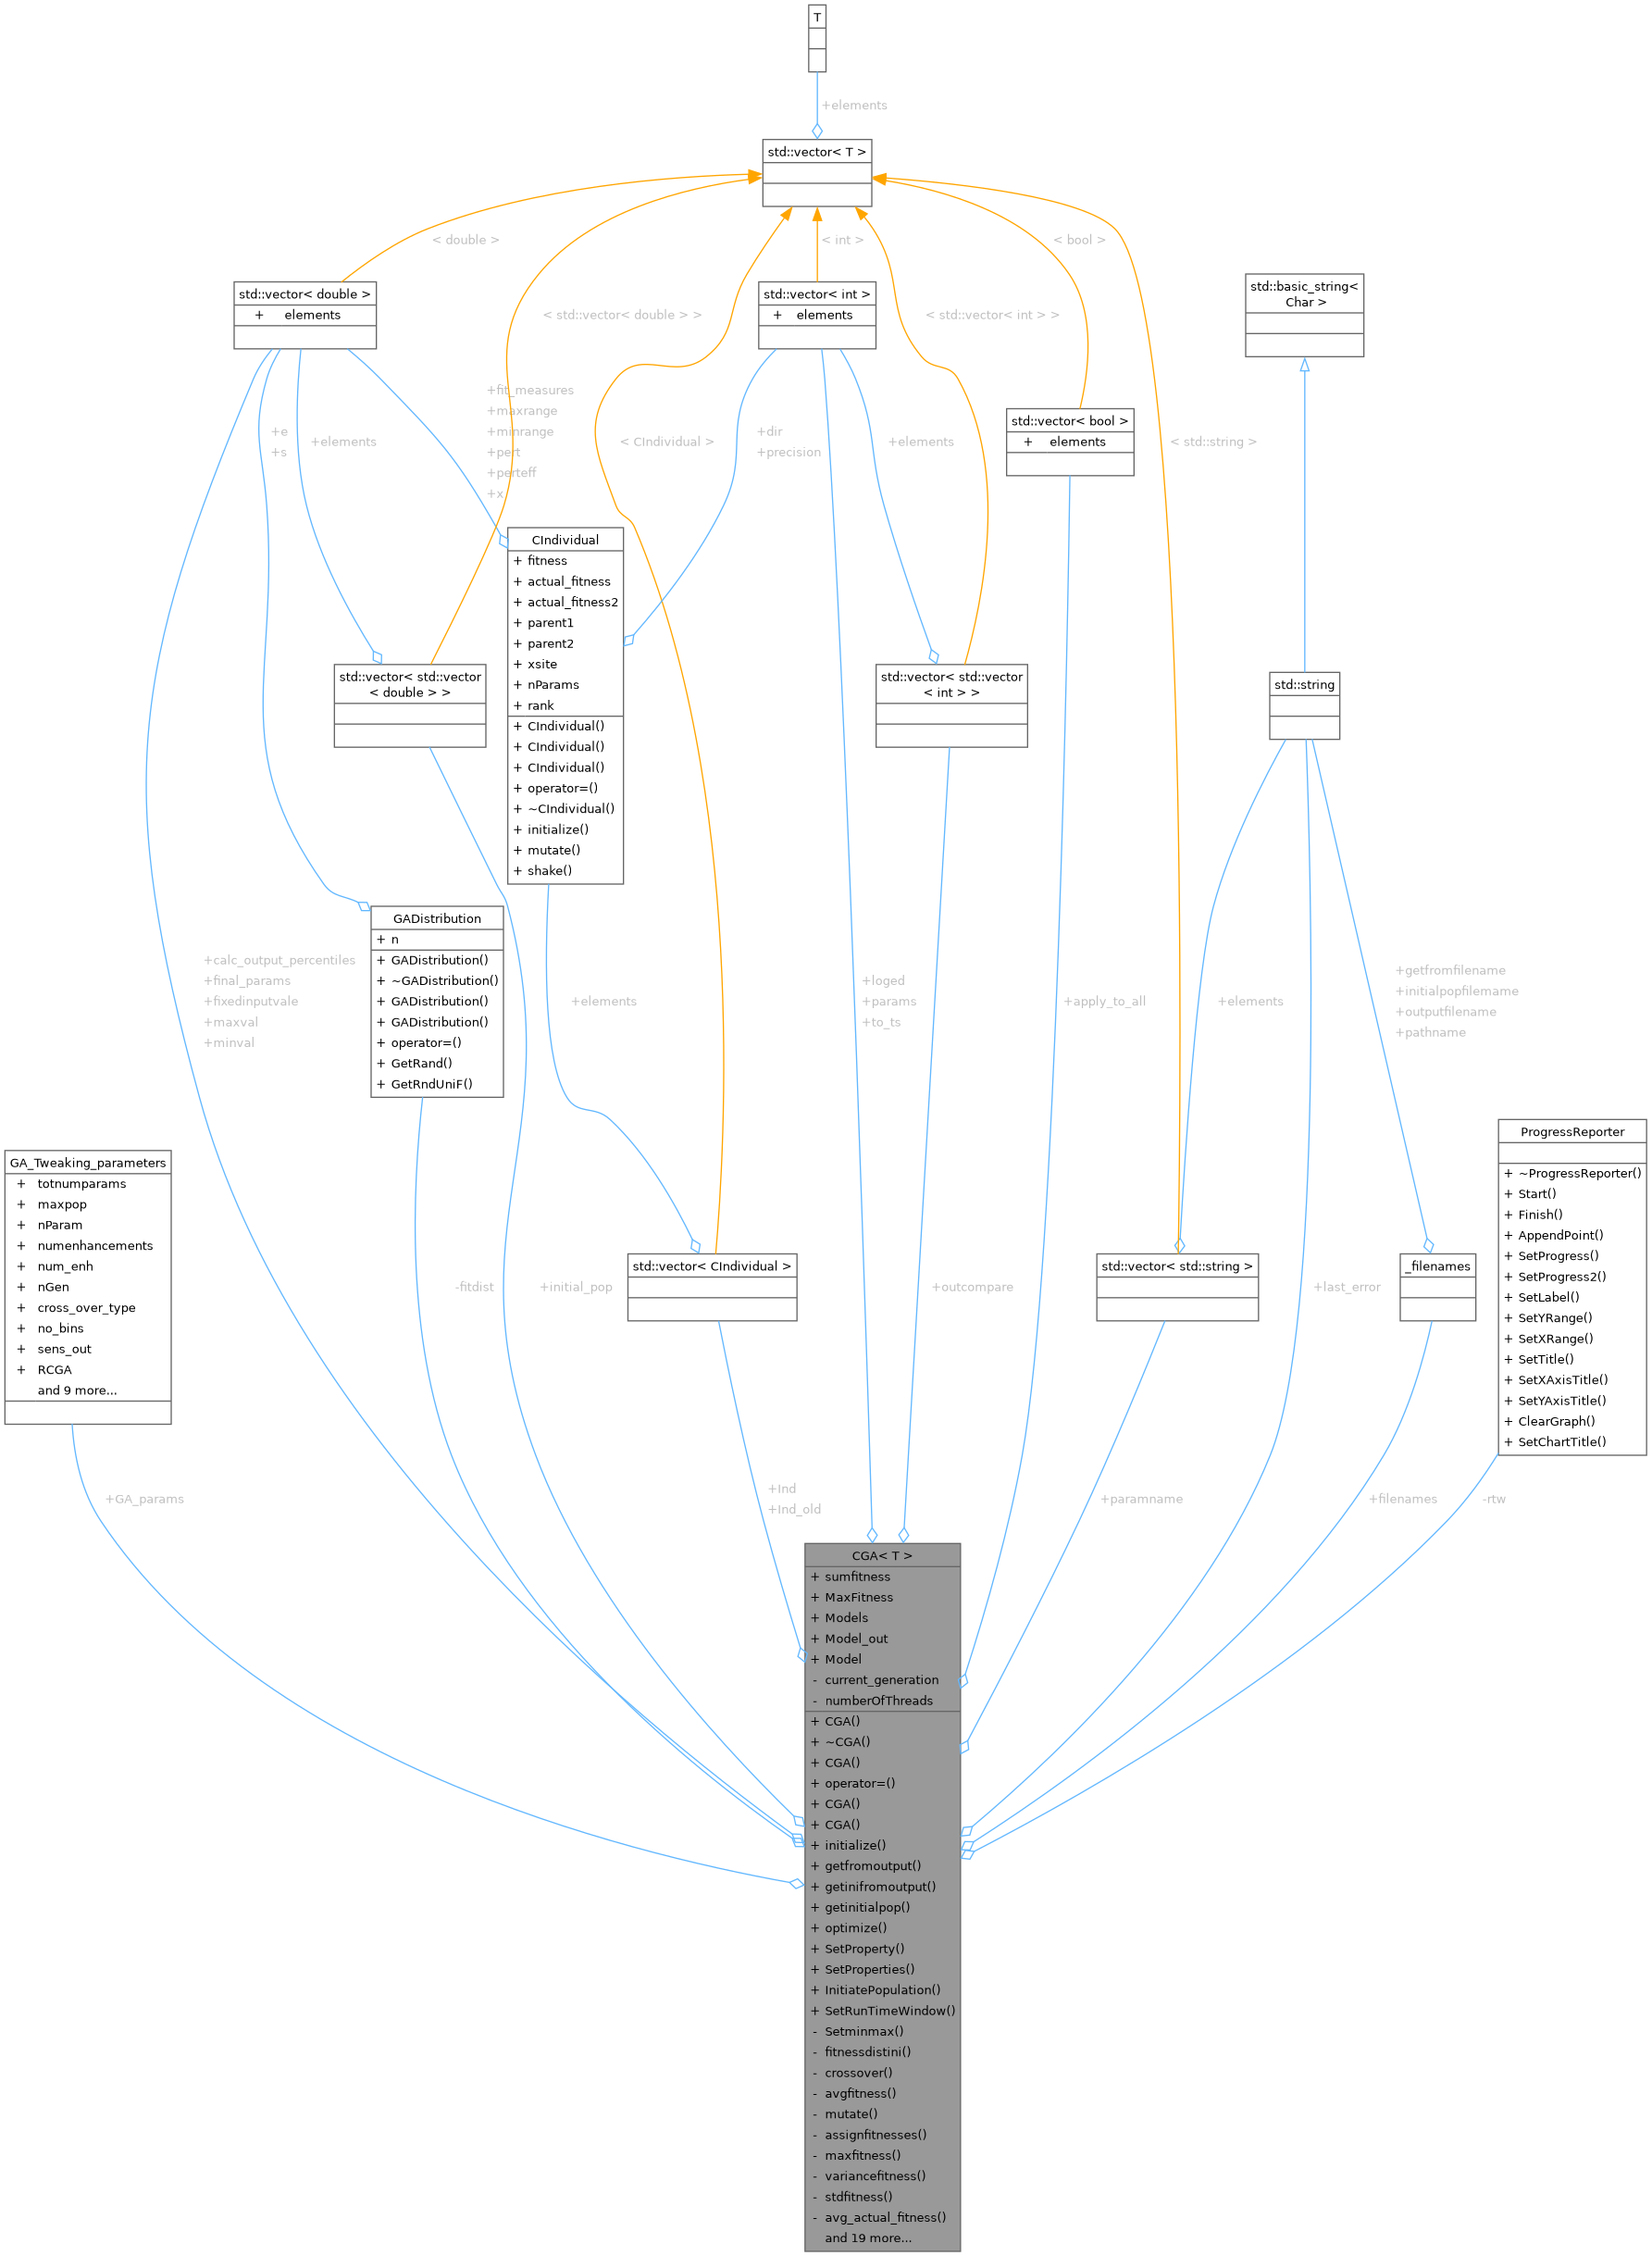 T
+elements
std::vector< T >
< double >
< int >
< bool >
std::vector< double >
+ elements
< std::vector< double > >
std::vector< int >
+ elements
< std::vector< int > >
std::basic_string<
Char >
+fit_measures
+maxrange
+minrange
+pert
+perteff
+x
+e
+s
+elements
< CIndividual >
+dir
+precision
+elements
std::vector< bool >
+ elements
< std::string >
CIndividual
+ fitness
+ actual_fitness
+ actual_fitness2
+ parent1
+ parent2
+ xsite
+ nParams
+ rank
+ CIndividual()
+ CIndividual()
+ CIndividual()
+ operator=()
+ ~CIndividual()
+ initialize()
+ mutate()
+ shake()
std::vector< std::vector
< double > >
std::vector< std::vector
< int > >
std::string
GADistribution
+ n
+ GADistribution()
+ ~GADistribution()
+ GADistribution()
+ GADistribution()
+ operator=()
+ GetRand()
+ GetRndUniF()
+calc_output_percentiles
+final_params
+fixedinputvale
+maxval
+minval
+elements
+loged
+params
+to_ts
+apply_to_all
+elements
+getfromfilename
+initialpopfilemame
+outputfilename
+pathname
GA_Tweaking_parameters
+ totnumparams
+ maxpop
+ nParam
+ numenhancements
+ num_enh
+ nGen
+ cross_over_type
+ no_bins
+ sens_out
+ RCGA
and 9 more...
-fitdist
+initial_pop
std::vector< CIndividual >
+outcompare
std::vector< std::string >
+last_error
_filenames
ProgressReporter
+ ~ProgressReporter()
+ Start()
+ Finish()
+ AppendPoint()
+ SetProgress()
+ SetProgress2()
+ SetLabel()
+ SetYRange()
+ SetXRange()
+ SetTitle()
+ SetXAxisTitle()
+ SetYAxisTitle()
+ ClearGraph()
+ SetChartTitle()
+GA_params
+Ind
+Ind_old
+paramname
+filenames
-rtw
CGA< T >
+ sumfitness
+ MaxFitness
+ Models
+ Model_out
+ Model
- current_generation
- numberOfThreads
+ CGA()
+ ~CGA()
+ CGA()
+ operator=()
+ CGA()
+ CGA()
+ initialize()
+ getfromoutput()
+ getinifromoutput()
+ getinitialpop()
+ optimize()
+ SetProperty()
+ SetProperties()
+ InitiatePopulation()
+ SetRunTimeWindow()
- Setminmax()
- fitnessdistini()
- crossover()
- avgfitness()
- mutate()
- assignfitnesses()
- maxfitness()
- variancefitness()
- stdfitness()
- avg_actual_fitness()
and 19 more...